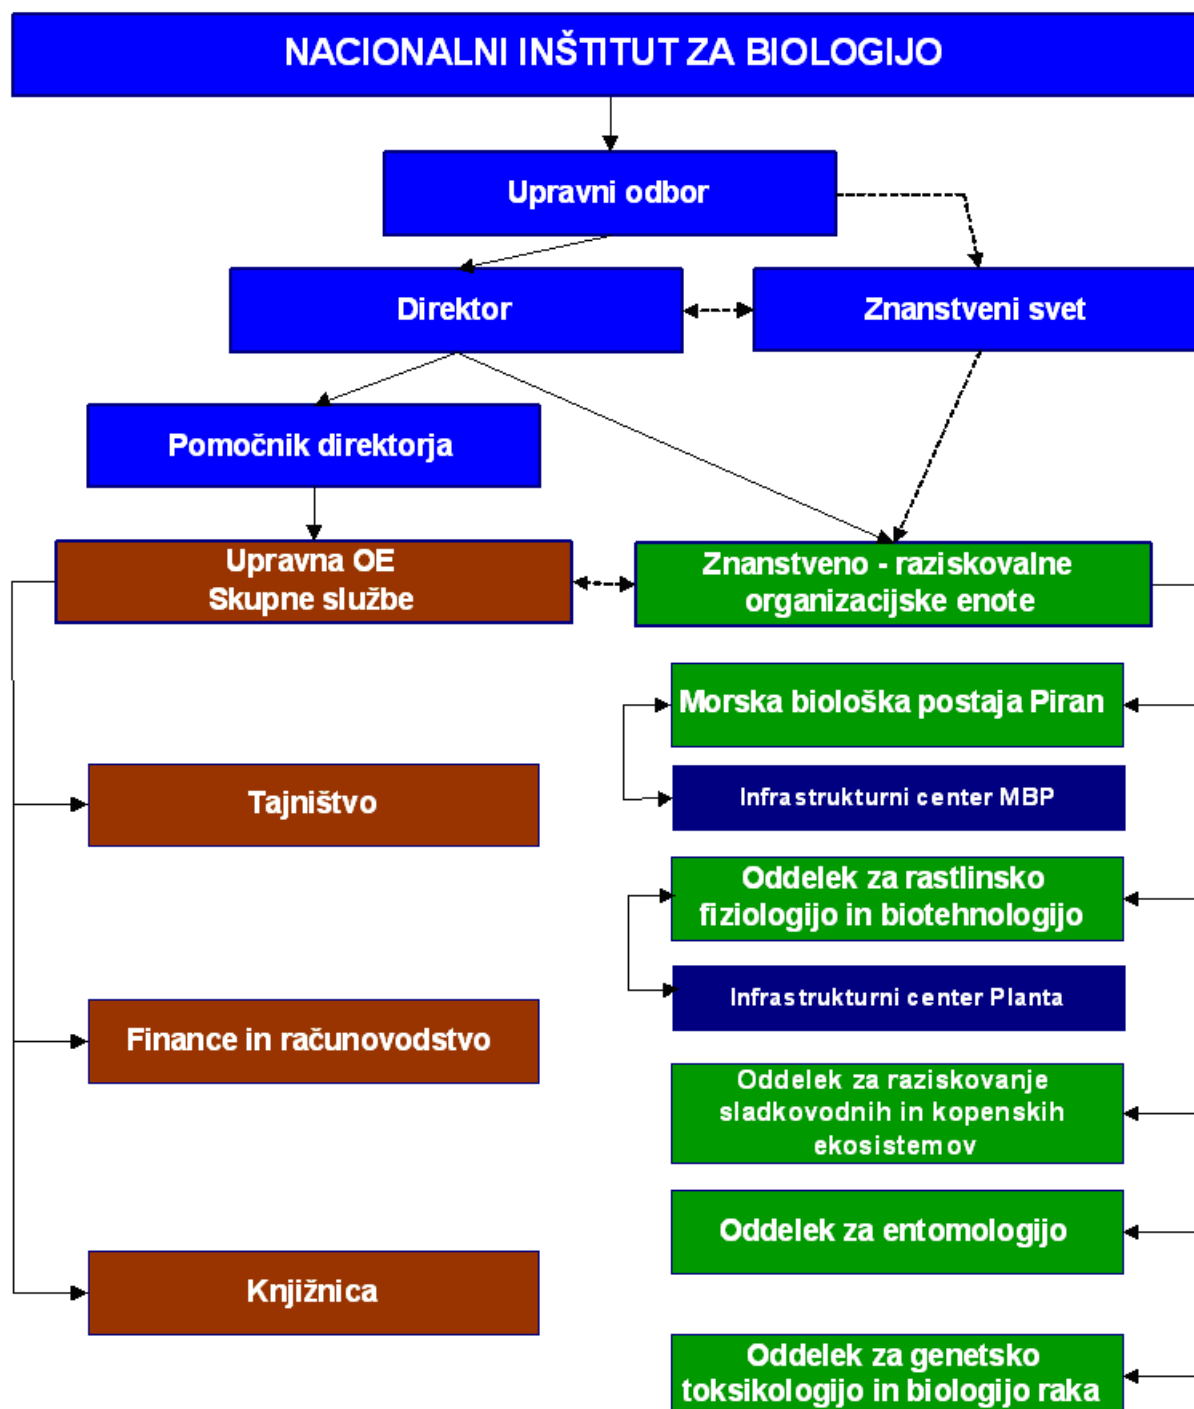 NACIONALNI INŠTITUT ZA BIOLOGIJO
Upravni odbor
Direktor
Znanstveni svet
Pomočnik direktorja
Upravna OE
Skupne službe
Znanstveno - raziskovalne
organizacijske enote
Morska biološka postaja Piran
Infrastrukturni center MBP
Tajništvo
Oddelek za rastlinsko
fiziologijo in biotehnologijo
Infrastrukturni center Planta
Finance in računovodstvo
Oddelek za raziskovanje
sladkovodnih in kopenskih
ekosistemov
Oddelek za entomologijo
Knjižnica
Oddelek za genetsko
toksikologijo in biologijo raka